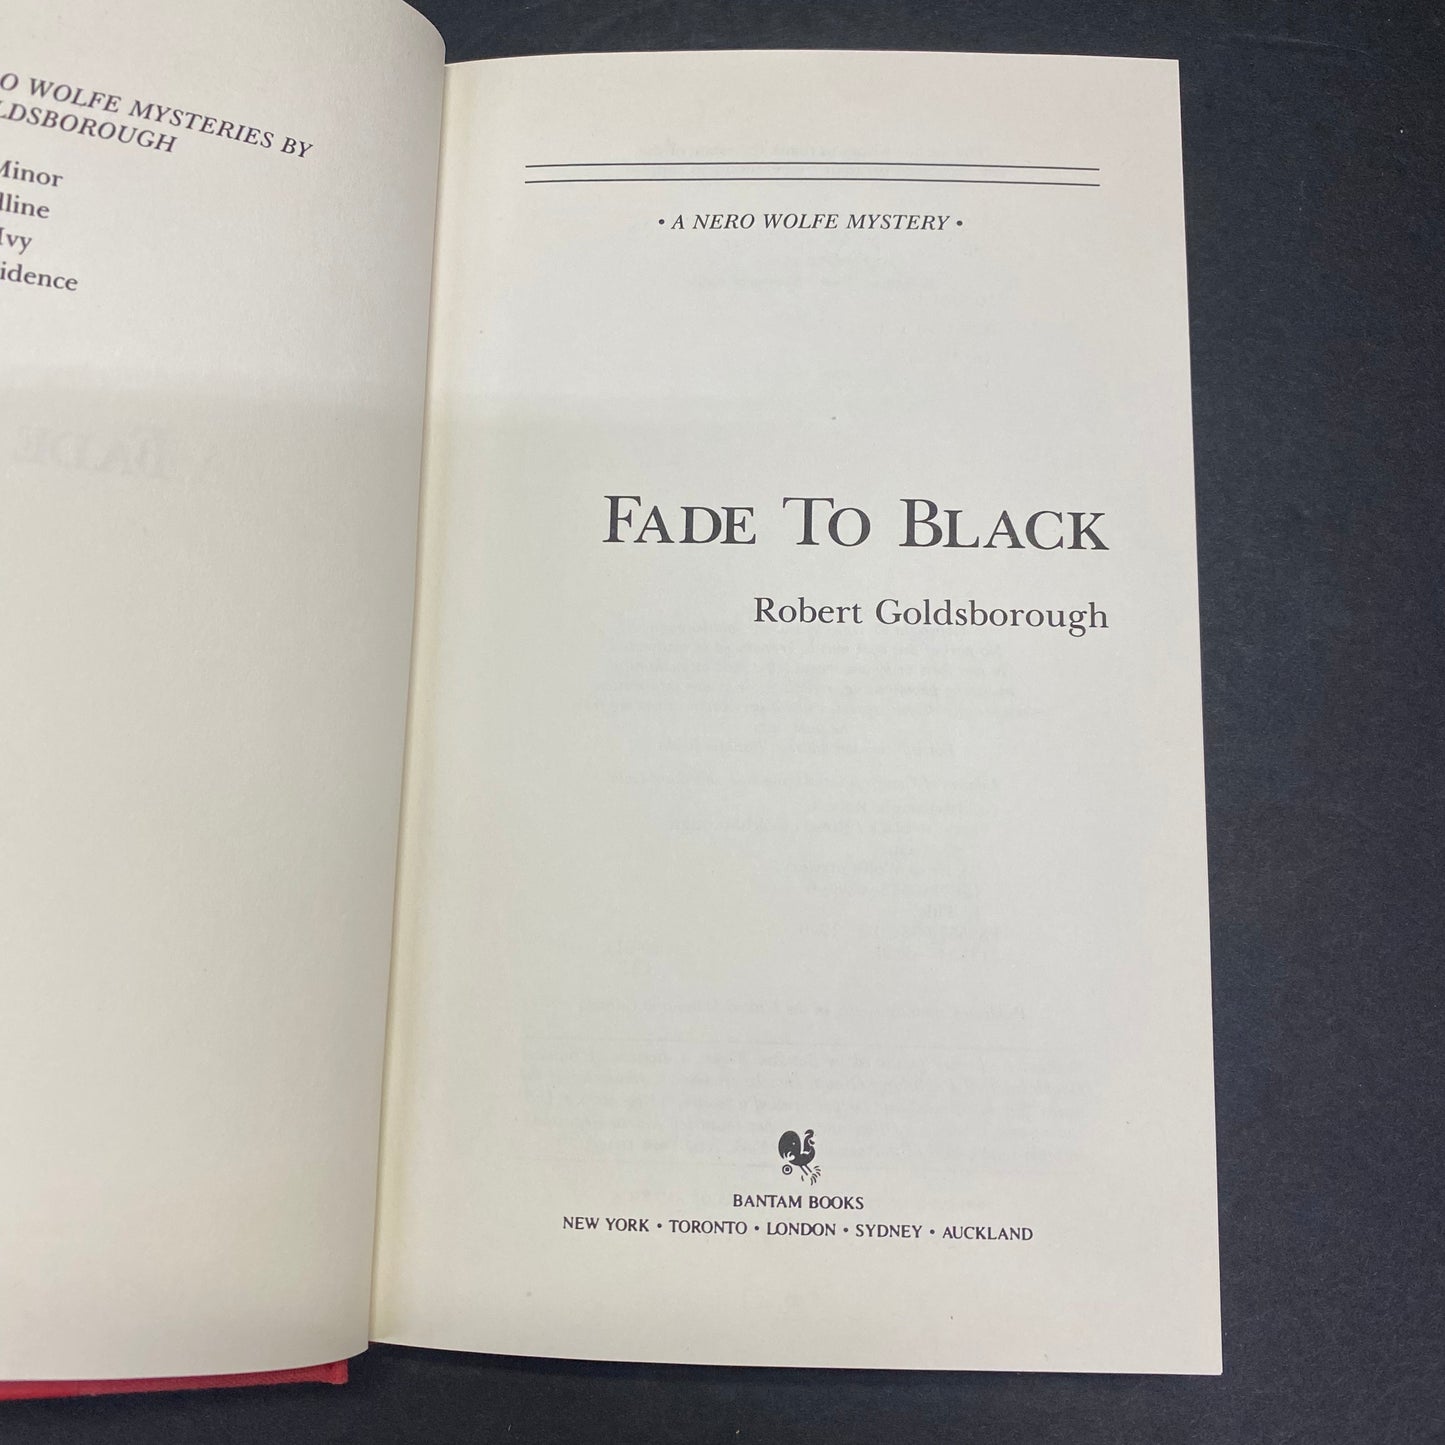 O WOLFE MYSTERIES BY
LDSBOROUGH
Minor
lline
Ivy
idence
• A NERO WOLFE MYSTERY •
FADE TO BLACK
Robert Goldsborough
BANTAM BOOKS
NEW YORK • TORONTO • LONDON • SYDNEY • AUCKLAND